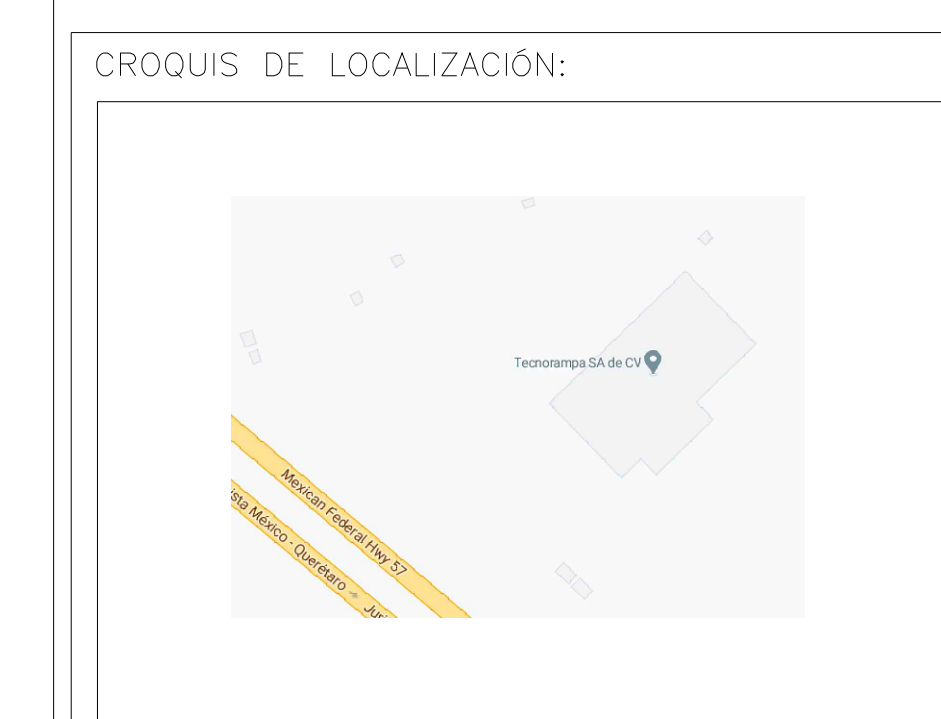 CROQUIS DE LOCALIZACIÓN:
Tecnorampa SA de CV
Mexican Federal Hwy 57
ista México - Querétaro